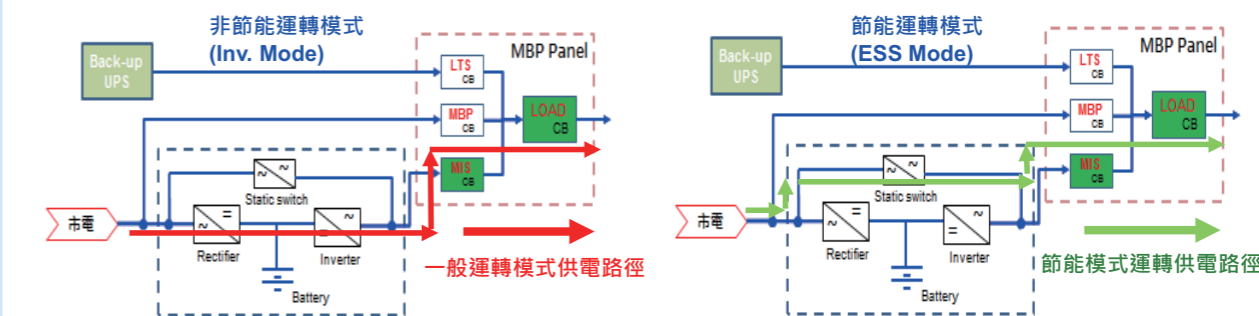 非節能運轉模式
(Inv. Mode)
MBP Panel
Back-up
UPS
LTS
CB
MBP
CB
LOAD
CB
MIS
CB
Static switch
市電
Rectifier
Inverter
Battery
一般運轉模式供電路徑
節能運轉模式
(ESS Mode)
MBP Panel
Back-up
UPS
LTS
CB
MBP
CB
LOAD
CB
MIS
CB
Static switch
市電
Rectifier
Inverter
Battery
節能模式運轉供電路徑